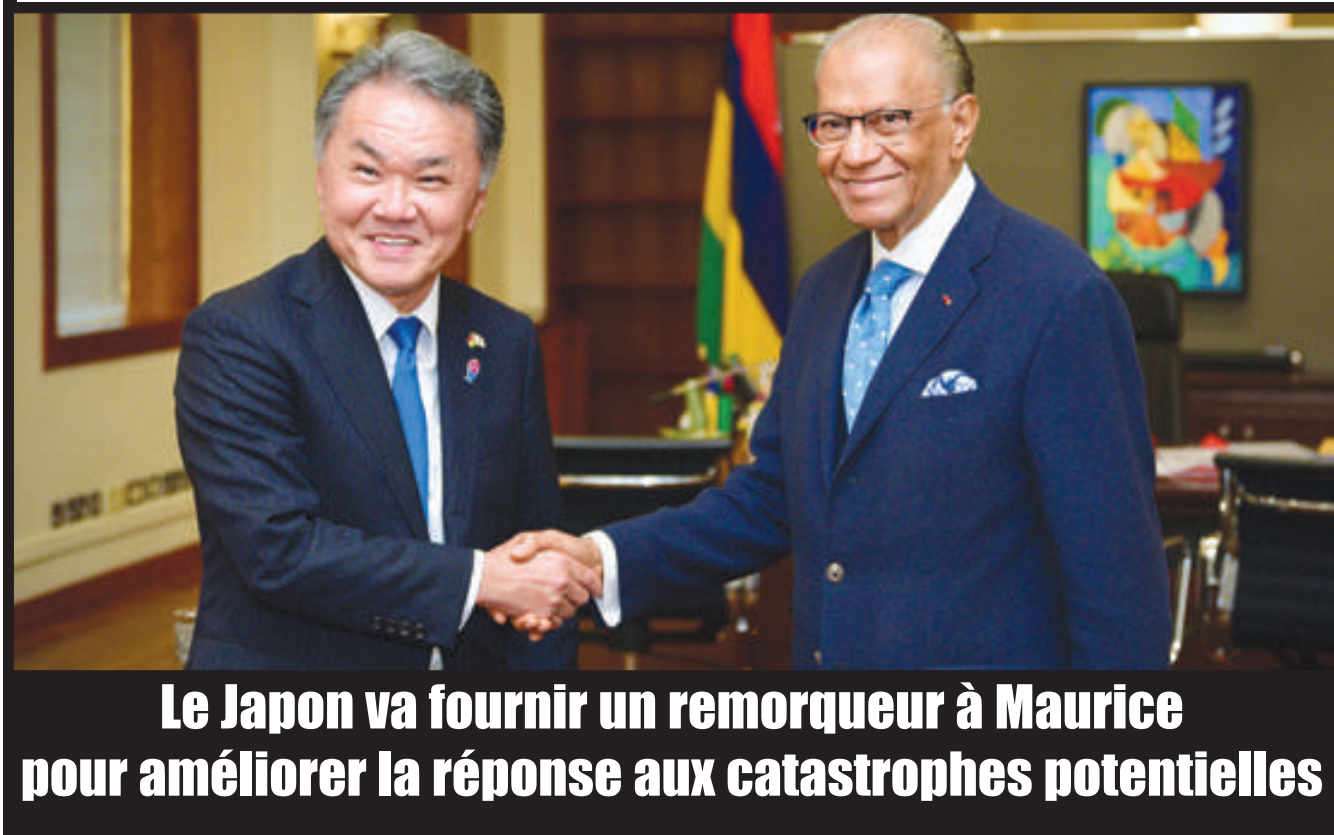 Le Japon va fournir un remorqueur à Maurice
pour améliorer la réponse aux catastrophes potentielles